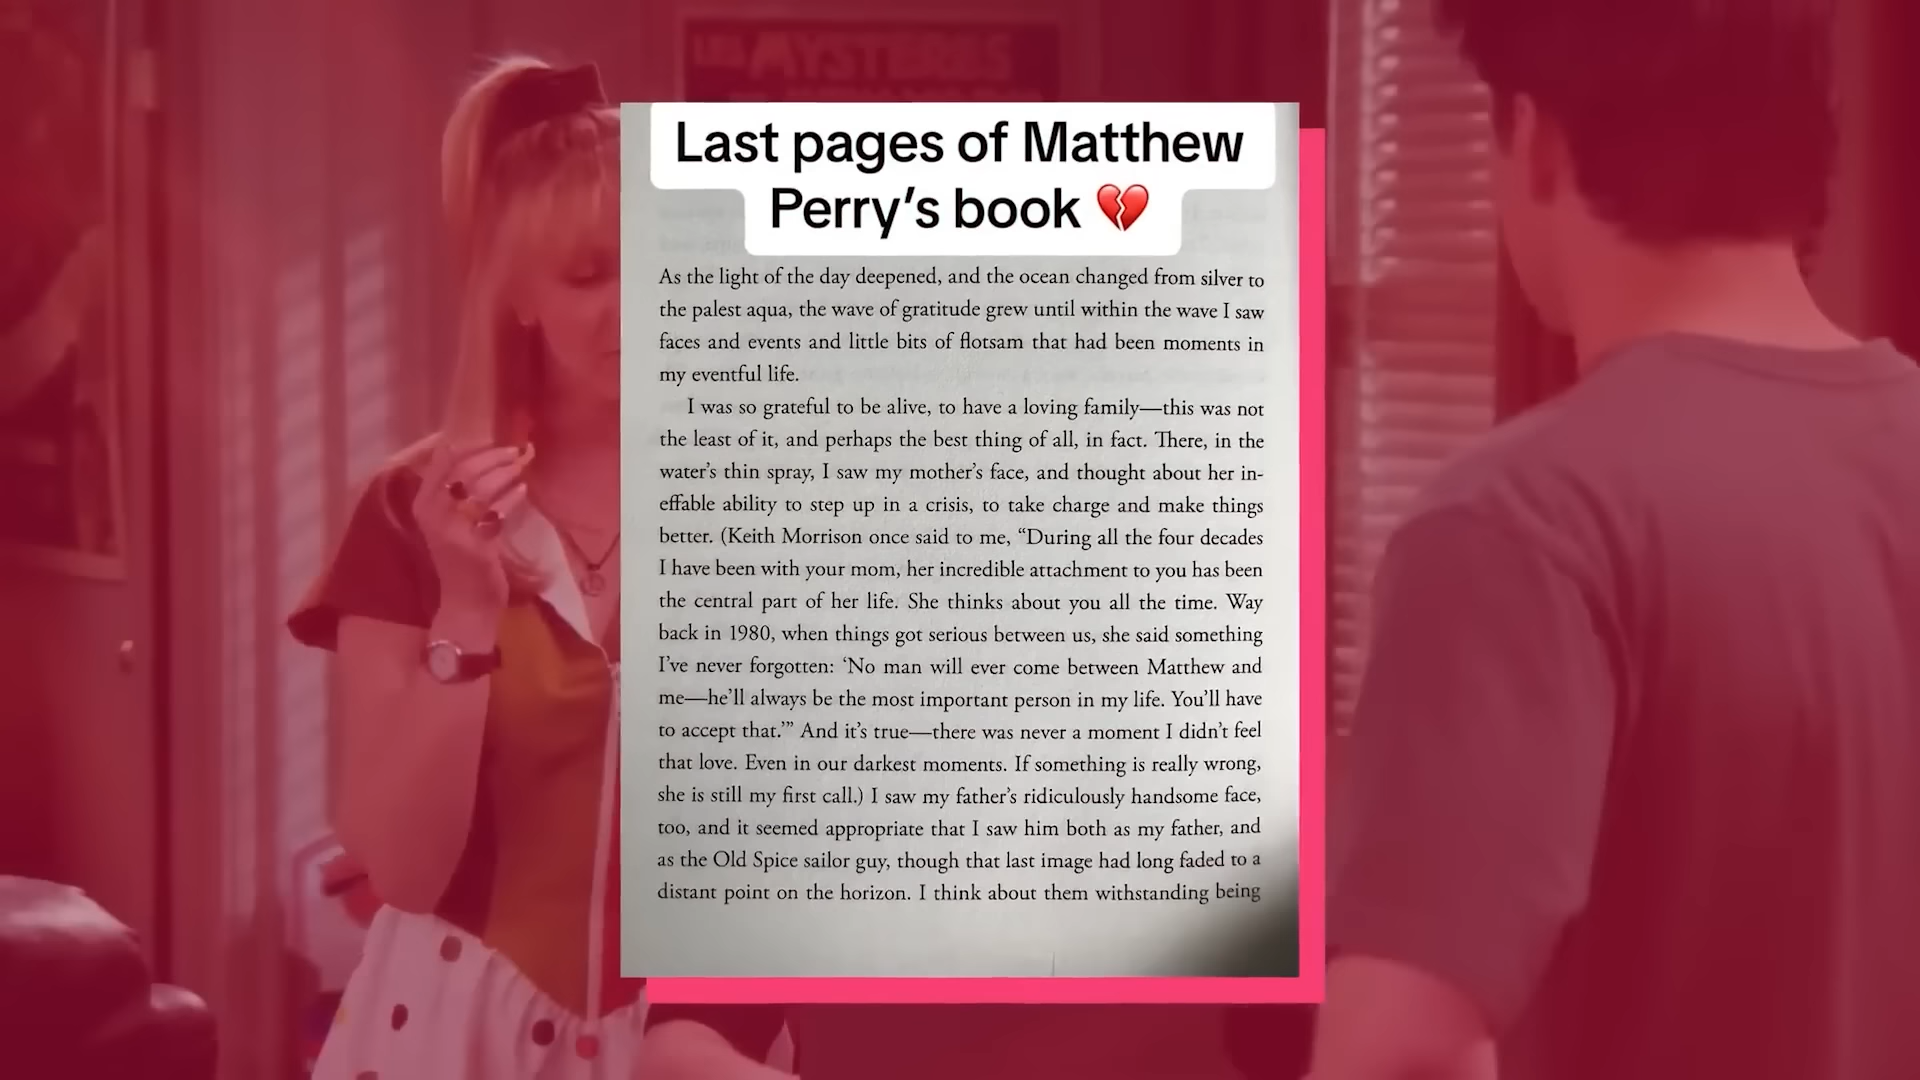 LES MYSTERES
Last pages of Matthew
Perry's book 💔
As the light of the day deepened, and the ocean changed from silver to
the palest aqua, the wave of gratitude grew until within the wave I saw
faces and events and little bits of flotsam that had been moments in
my eventful life.
I was so grateful to be alive, to have a loving family—this was not
the least of it, and perhaps the best thing of all, in fact. There, in the
water's thin spray, I saw my mother's face, and thought about her in-
effable ability to step up in a crisis, to take charge and make things
better. (Keith Morrison once said to me, “During all the four decades
I have been with your mom, her incredible attachment to you has been
the central part of her life. She thinks about you all the time. Way
back in 1980, when things got serious between us, she said something
I've never forgotten: ‘No man will ever come between Matthew and
me—he'll always be the most important person in my life. You'll have
to accept that.’” And it's true—there was never a moment I didn't feel
that love. Even in our darkest moments. If something is really wrong,
she is still my first call.) I saw my father's ridiculously handsome face,
too, and it seemed appropriate that I saw him both as my father, and
as the Old Spice sailor guy, though that last image had long faded to a
distant point on the horizon. I think about them withstanding being